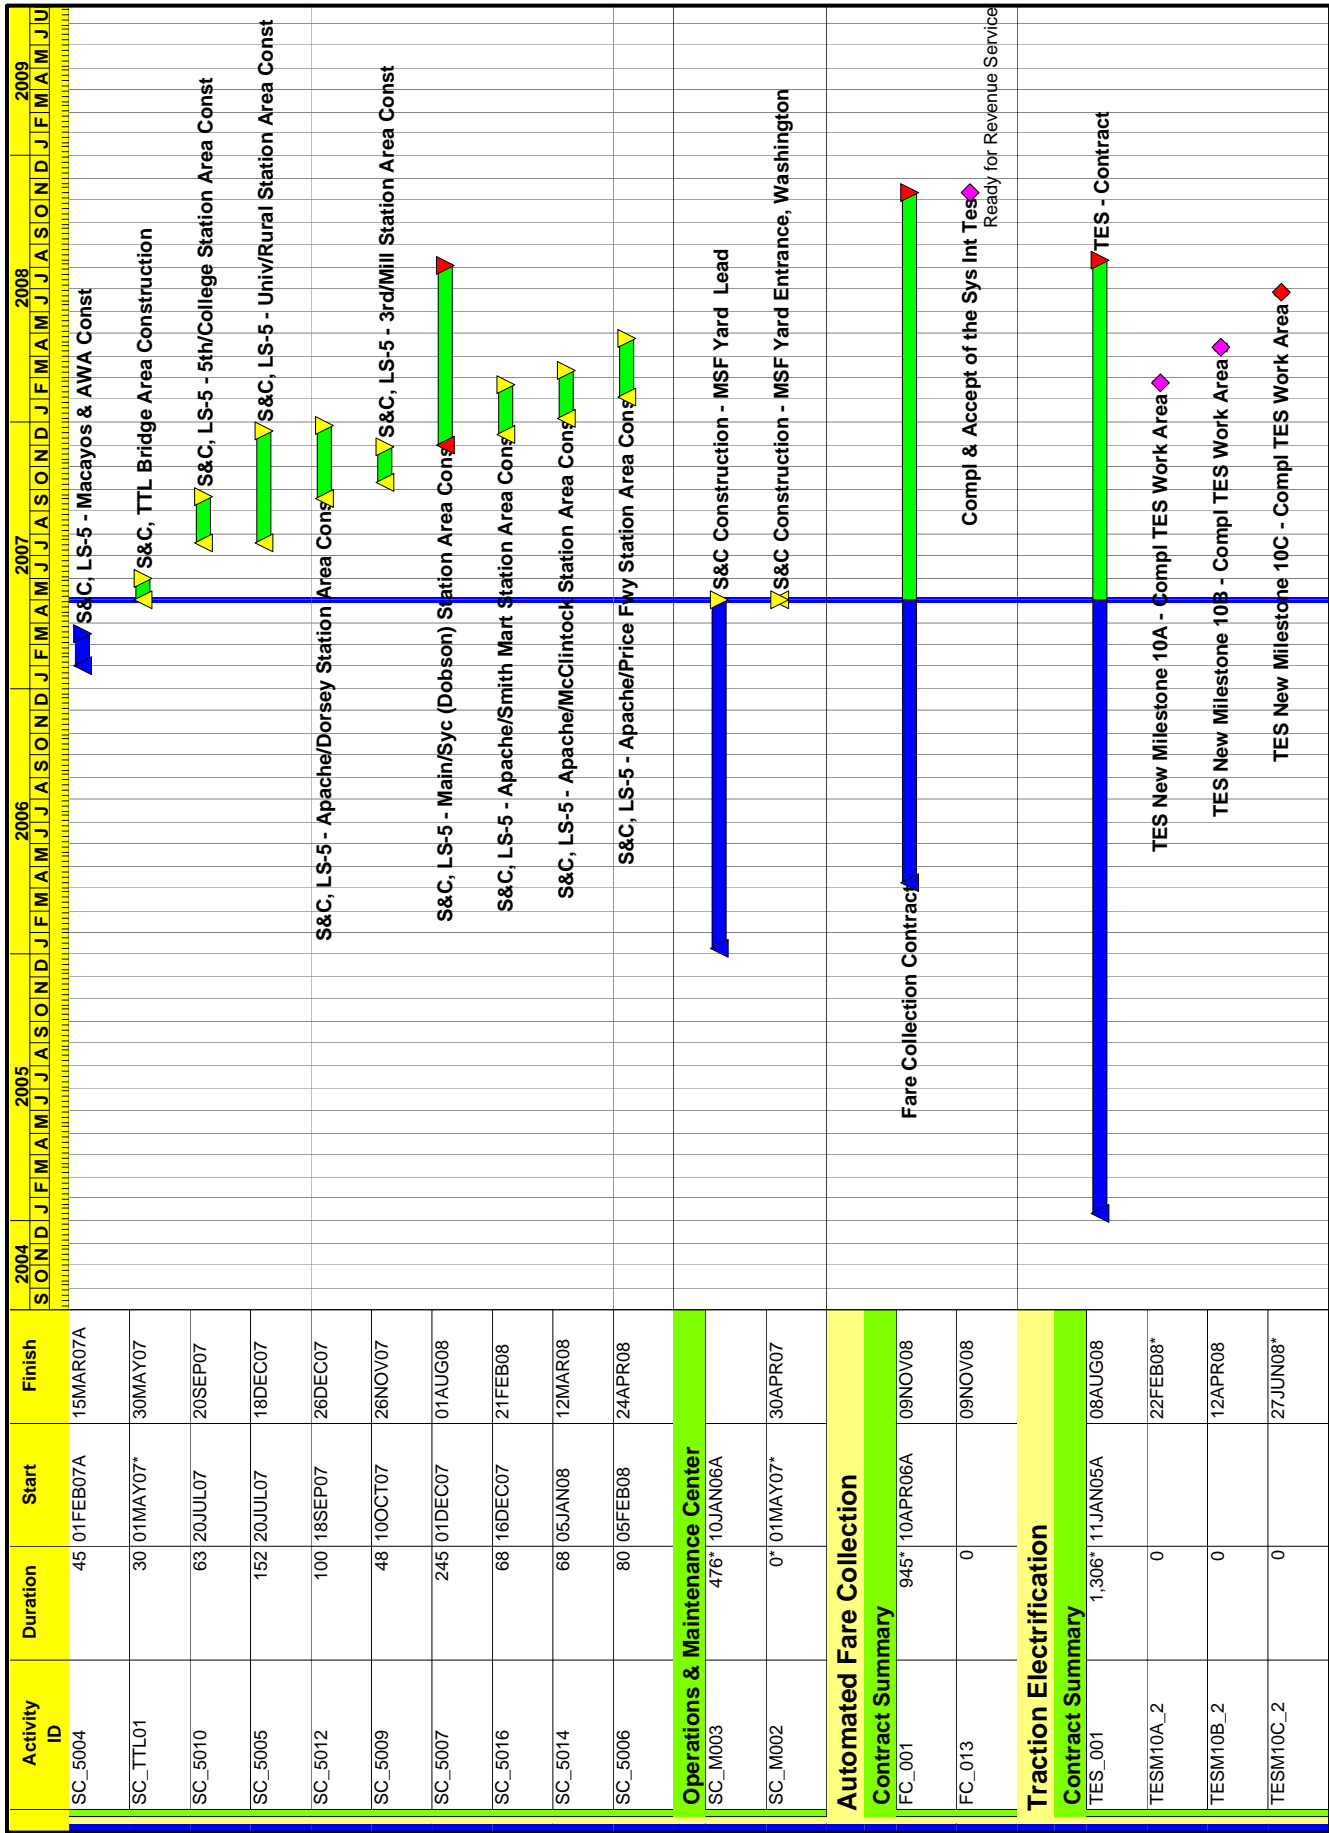 Activity ID Duration Start Finish 2004 2005 2006 2007 2008 2009
S O N D J F M A M J J A S O N D J F M A M J J A S O N D J F M A M J J A S O N D J F M A M J J A S O N D J F M A M J U
SC_5004 45 01FEB07A 15MAR07A S&C, LS-5 - Macayos & AWA Const
SC_TTL01 30 01MAY07* 30MAY07 S&C, TTL Bridge Area Construction
SC_5010 63 20JUL07 20SEP07 S&C, LS-5 - 5th/College Station Area Const
SC_5005 152 20JUL07 18DEC07 S&C, LS-5 - Univ/Rural Station Area Const
SC_5012 100 18SEP07 26DEC07 S&C, LS-5 - Apache/Dorsey Station Area Cons
SC_5009 48 10OCT07 26NOV07 S&C, LS-5 - 3rd/Mill Station Area Const
SC_5007 245 01DEC07 01AUG08 S&C, LS-5 - Main/Syc (Dobson) Station Area Cons
SC_5016 68 16DEC07 21FEB08 S&C, LS-5 - Apache/Smith Mart Station Area Cons
SC_5014 68 05JAN08 12MAR08 S&C, LS-5 - Apache/McClintock Station Area Cons
SC_5006 80 05FEB08 24APR08 S&C, LS-5 - Apache/Price Fwy Station Area Cons
Operations & Maintenance Center
SC_M003 476* 10JAN06A S&C Construction - MSF Yard Lead
SC_M002 0* 01MAY07* 30APR07 S&C Construction - MSF Yard Entrance, Washington
Automated Fare Collection
Contract Summary
FC_001 945* 10APR06A 09NOV08 Fare Collection Contract
FC_013 0 09NOV08 Compl & Accept of the Sys Int Tes
Ready for Revenue Service
Traction Electrification
Contract Summary
TES_001 1,306* 11JAN05A 08AUG08 TES - Contract
TESM10A_2 0 22FEB08* TES New Milestone 10A - Compl TES Work Area
TESM10B_2 0 12APR08 TES New Milestone 10B - Compl TES Work Area
TESM10C_2 0 27JUN08* TES New Milestone 10C - Compl TES Work Area